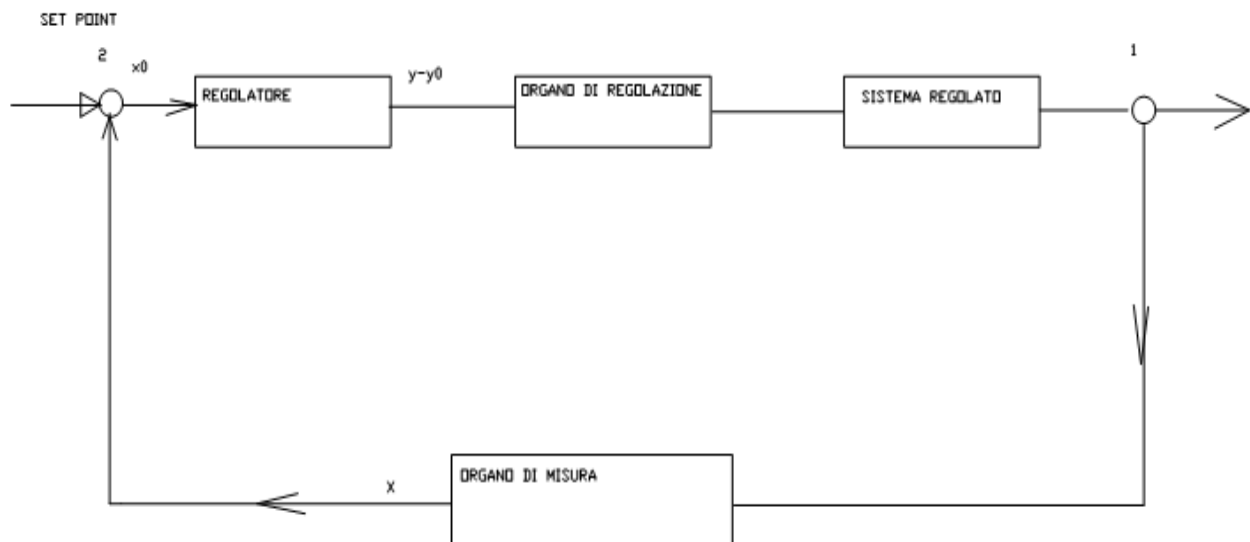 SET POINT
2
x0
REGOLATORE
y-y0
ORGANO DI REGOLAZIONE
SISTEMA REGOLATO
1
X
ORGANO DI MISURA